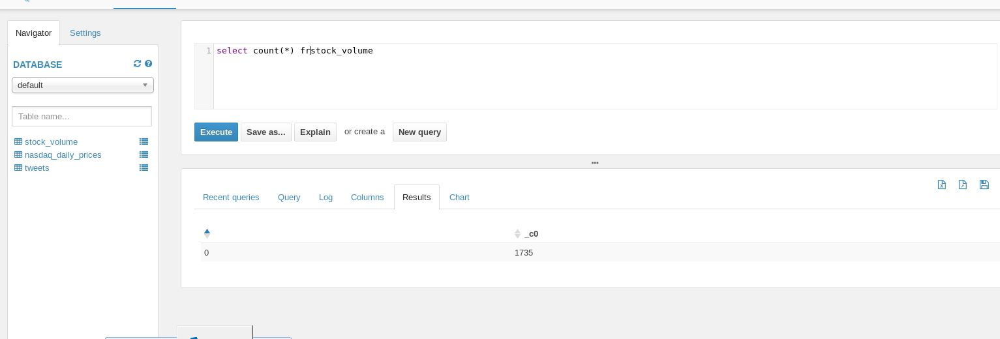 Navigator Settings
DATABASE
default
Table name...
stock_volume
nasdaq_daily_prices
tweets
1 select count(*) frstock_volume
Execute Save as... Explain or create a New query
Recent queries Query Log Columns Results Chart
_c0
0 1735